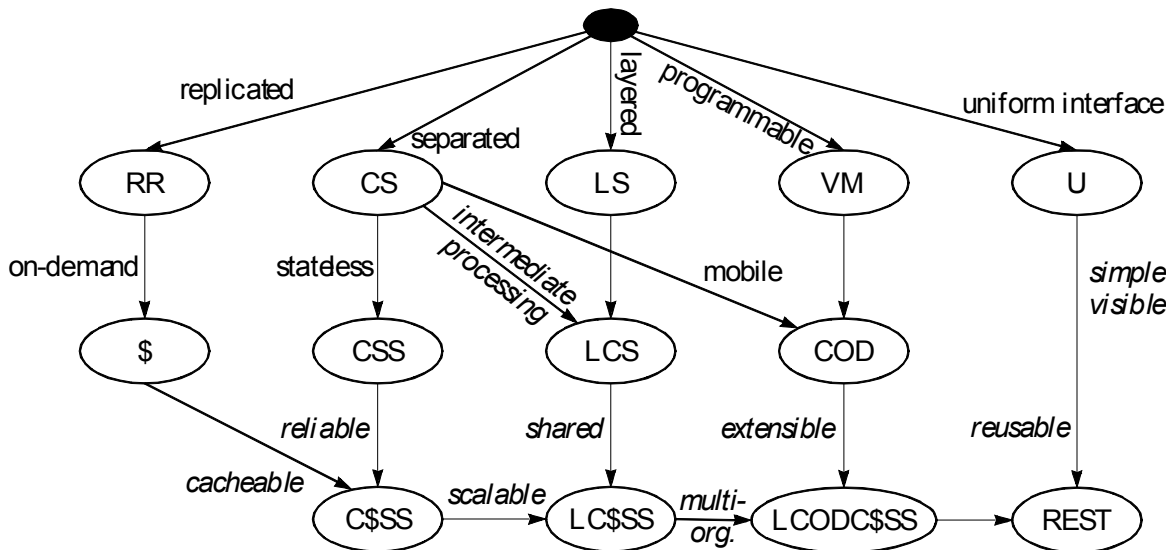 replicated
separated
layered
programmable
uniform interface
RR
CS
LS
VM
U
on-demand
stateless
intermediate
processing
mobile
simple
visible
$
CSS
LCS
COD
reliable
cacheable
shared
extensible
reusable
scalable
multi-
org.
C$SS
LC$SS
LCODC$SS
REST